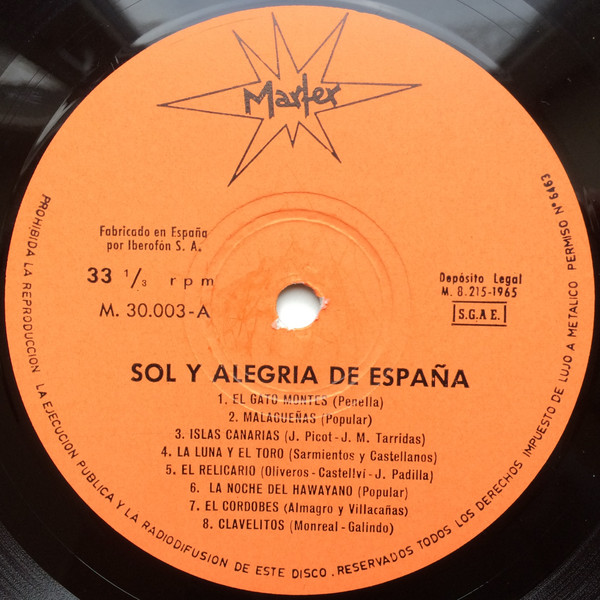 Marfer
Fabricado en España
por Iberofón S. A.
33 1/3 rpm
M. 30.003-A
Depósito Legal
M. 8.215-1965
S.G.A.E.
SOL Y ALEGRIA DE ESPAÑA
1. EL GATO MONTES (Penella)
2. MALAGUEÑAS (Popular)
3. ISLAS CANARIAS (J. Picot - J. M. Tarridas)
4. LA LUNA Y EL TORO (Sarmientos y Castellanos)
5. EL RELICARIO (Oliveros - Castellvi - J. Padilla)
6. LA NOCHE DEL HAWAYANO (Popular)
7. EL CORDOBES (Almagro y Villacañas)
8. CLAVELITOS (Monreal - Galindo)
PROHIBIDA LA REPRODUCCION LA EJECUCION PUBLICA Y LA RADIODIFUSION DE ESTE DISCO. RESERVADOS TODOS LOS DERECHOS IMPUESTO DE LUJO A METALICO PERMISO Nº 6463